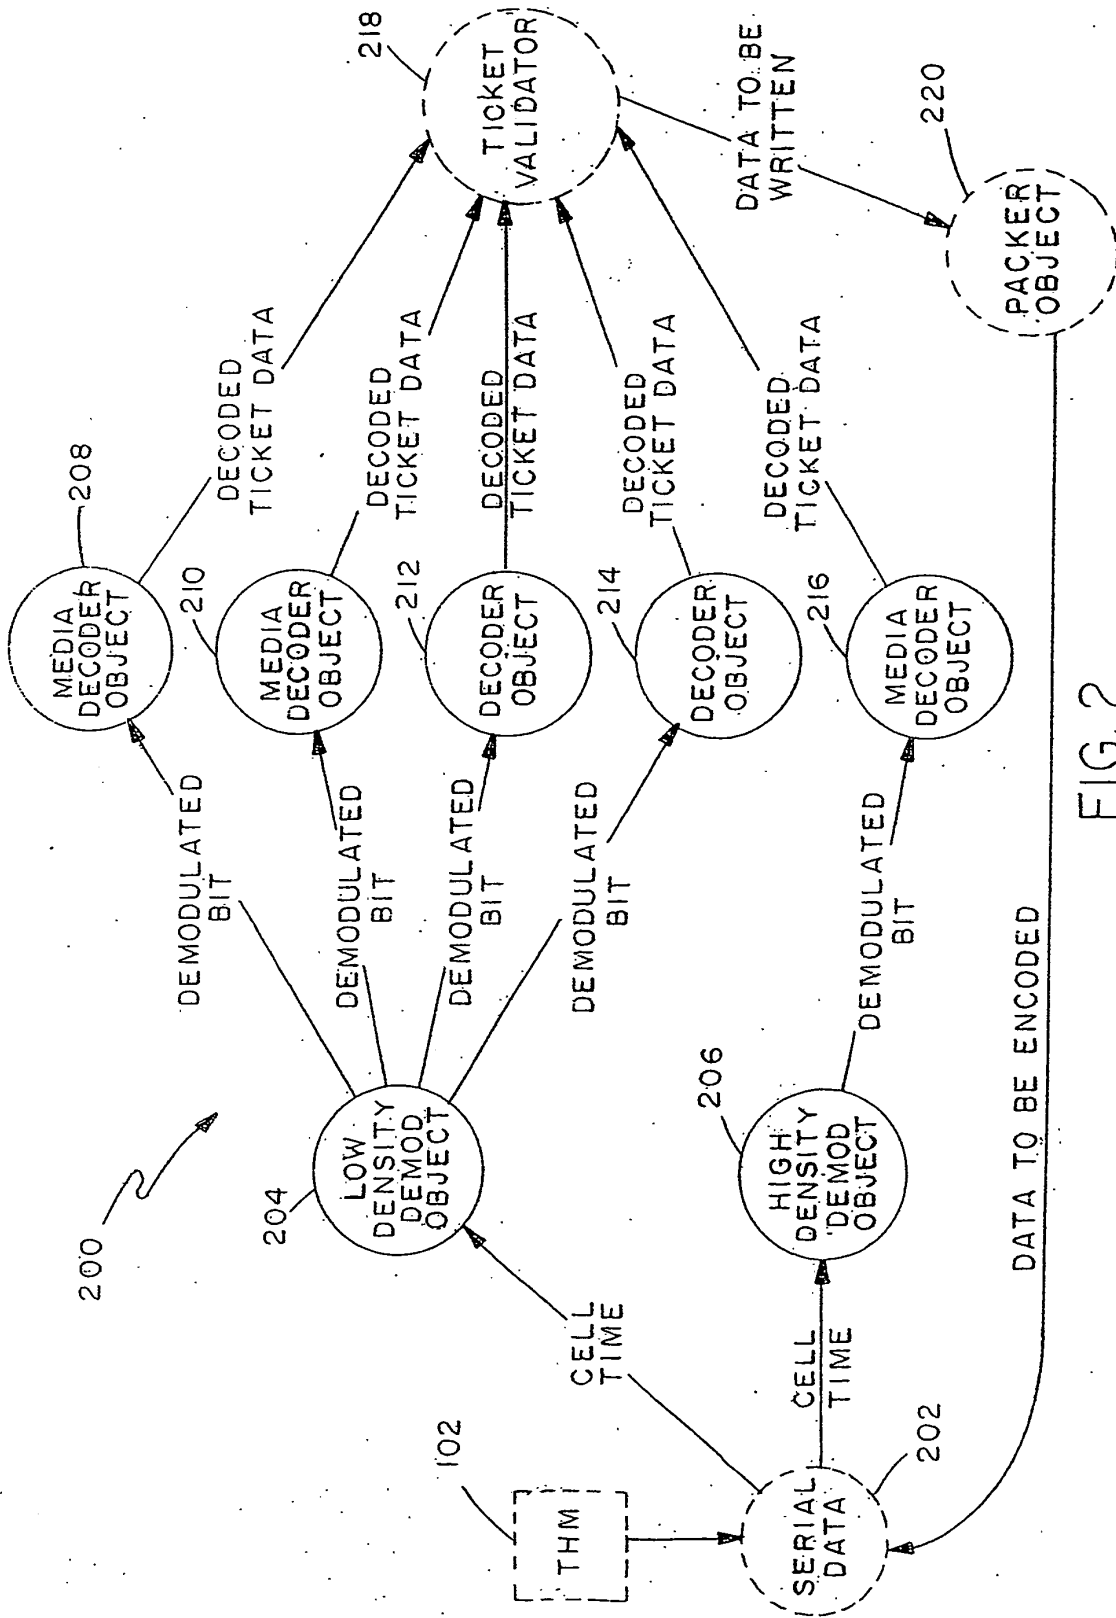 200
102
THM
SERIAL
DATA
202
CELL
TIME
CELL
TIME
204
LOW
DENSITY
DEMOD
OBJECT
206
HIGH
DENSITY
DEMOD
OBJECT
DEMODULATED
BIT
DEMODULATED
BIT
DEMODULATED
BIT
DEMODULATED
BIT
DEMODULATED
BIT
208
MEDIA
DECODER
OBJECT
210
MEDIA
DECODER
OBJECT
212
DECODER
OBJECT
214
DECODER
OBJECT
216
MEDIA
DECODER
OBJECT
DECODED
TICKET DATA
DECODED
TICKET DATA
DECODED
TICKET DATA
DECODED
TICKET DATA
DECODED
TICKET DATA
218
TICKET
VALIDATOR
DATA TO BE
WRITTEN
220
PACKER
OBJECT
DATA TO BE ENCODED
FIG. 2